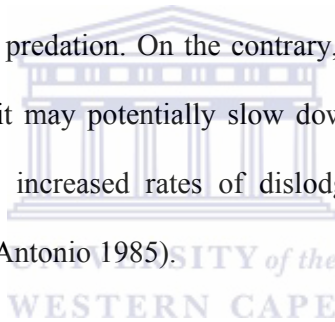 predation. On the contrary,
it may potentially slow dow
increased rates of dislodg
Antonio 1985).
UNIVERSITY of the
WESTERN CAPE